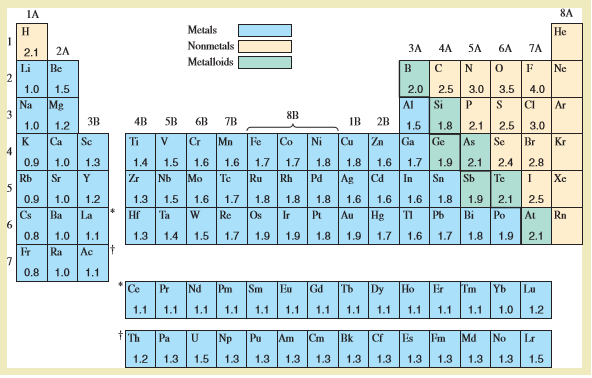 1A 8A
Metals
Nonmetals
Metalloids
1 H He
2.1 2A 3A 4A 5A 6A 7A
2 Li Be B C N O F Ne
1.0 1.5 2.0 2.5 3.0 3.5 4.0
3 Na Mg Al Si P S Cl Ar
1.0 1.2 3B 4B 5B 6B 7B 8B 1B 2B 1.5 1.8 2.1 2.5 3.0
4 K Ca Sc Ti V Cr Mn Fe Co Ni Cu Zn Ga Ge As Se Br Kr
0.9 1.0 1.3 1.4 1.5 1.6 1.6 1.7 1.7 1.8 1.8 1.6 1.7 1.9 2.1 2.4 2.8
5 Rb Sr Y Zr Nb Mo Tc Ru Rh Pd Ag Cd In Sn Sb Te I Xe
0.9 1.0 1.2 1.3 1.5 1.6 1.7 1.8 1.8 1.8 1.6 1.6 1.6 1.8 1.9 2.1 2.5
6 Cs Ba La * Hf Ta W Re Os Ir Pt Au Hg Tl Pb Bi Po At Rn
0.8 1.0 1.1 1.3 1.4 1.5 1.7 1.9 1.9 1.8 1.9 1.7 1.6 1.7 1.8 1.9 2.1
7 Fr Ra Ac †
0.8 1.0 1.1
* Ce Pr Nd Pm Sm Eu Gd Tb Dy Ho Er Tm Yb Lu
1.1 1.1 1.1 1.1 1.1 1.1 1.1 1.1 1.1 1.1 1.1 1.1 1.0 1.2
† Th Pa U Np Pu Am Cm Bk Cf Es Fm Md No Lr
1.2 1.3 1.5 1.3 1.3 1.3 1.3 1.3 1.3 1.3 1.3 1.3 1.3 1.5